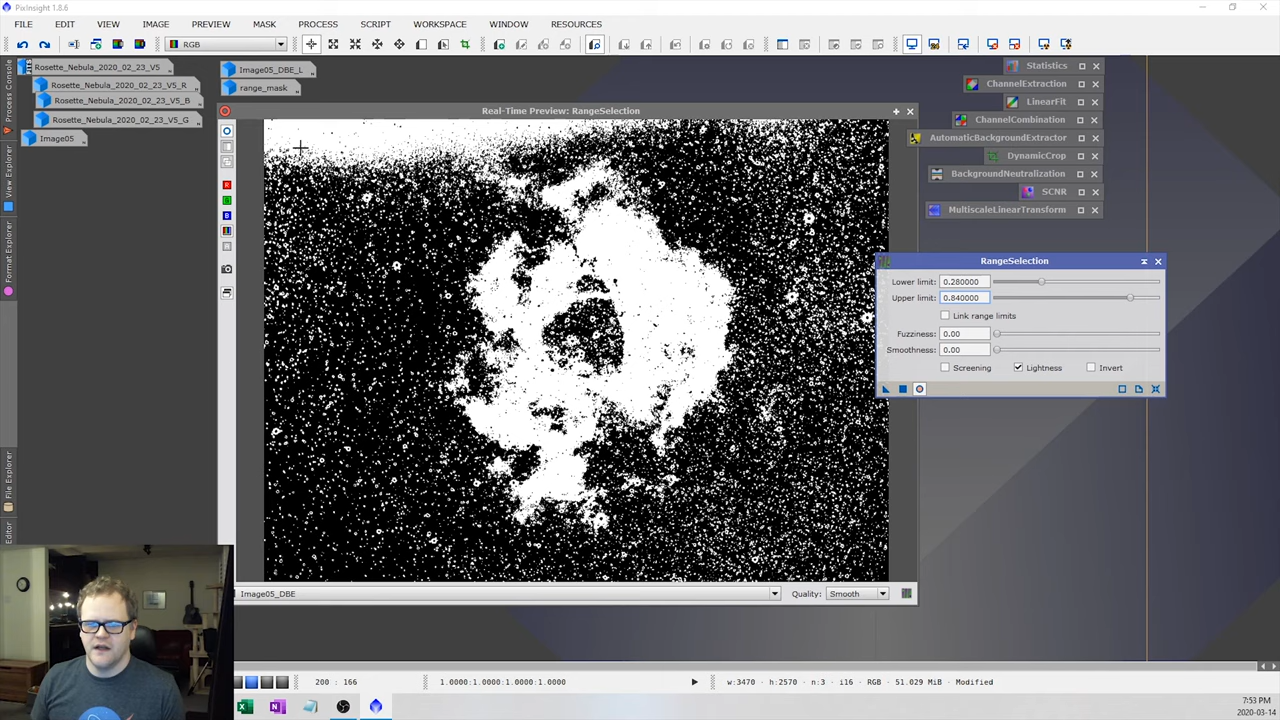 PixInsight 1.8.6
FILE EDIT VIEW IMAGE PREVIEW MASK PROCESS SCRIPT WORKSPACE WINDOW RESOURCES
RGB
Process Console
View Explorer
Format Explorer
File Explorer
Editor
Rosette_Nebula_2020_02_23_V5
Rosette_Nebula_2020_02_23_V5_R
Rosette_Nebula_2020_02_23_V5_B
Rosette_Nebula_2020_02_23_V5_G
Image05
Image05_DBE_L
range_mask
Real-Time Preview: RangeSelection
R
G
B
Image05_DBE
Quality: Smooth
Statistics
ChannelExtraction
LinearFit
ChannelCombination
AutomaticBackgroundExtractor
DynamicCrop
BackgroundNeutralization
SCNR
MultiscaleLinearTransform
RangeSelection
Lower limit: 0.280000
Upper limit: 0.840000
Link range limits
Fuzziness: 0.00
Smoothness: 0.00
Screening Lightness Invert
200 : 166 1.0000:1.0000:1.0000:1.0000 w:3470 · h:2570 · n:3 · i16 · RGB · 51.029 MiB · Modified
7:53 PM
2020-03-14